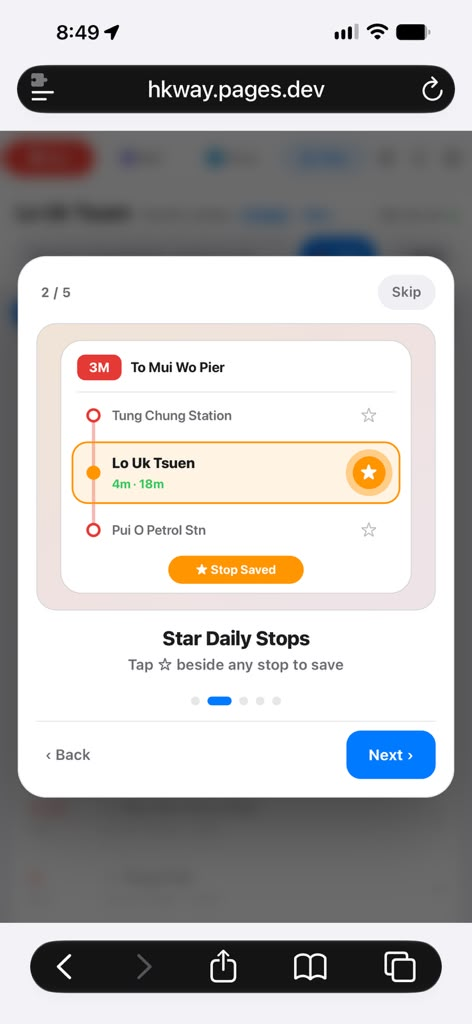 8:49
hkway.pages.dev
2 / 5
Skip
3M To Mui Wo Pier
Tung Chung Station ☆
Lo Uk Tsuen ★
4m · 18m
Pui O Petrol Stn ☆
★ Stop Saved
Star Daily Stops
Tap ☆ beside any stop to save
‹ Back
Next ›